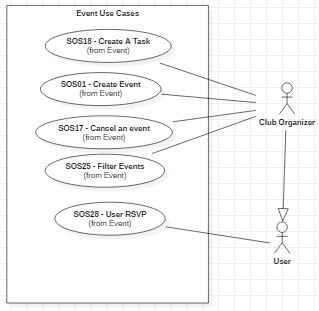 Event Use Cases
SOS18 - Create A Task
(from Event)
SOS01 - Create Event
(from Event)
SOS17 - Cancel an event
(from Event)
SOS25 - Filter Events
(from Event)
SOS28 - User RSVP
(from Event)
Club Organizer
User